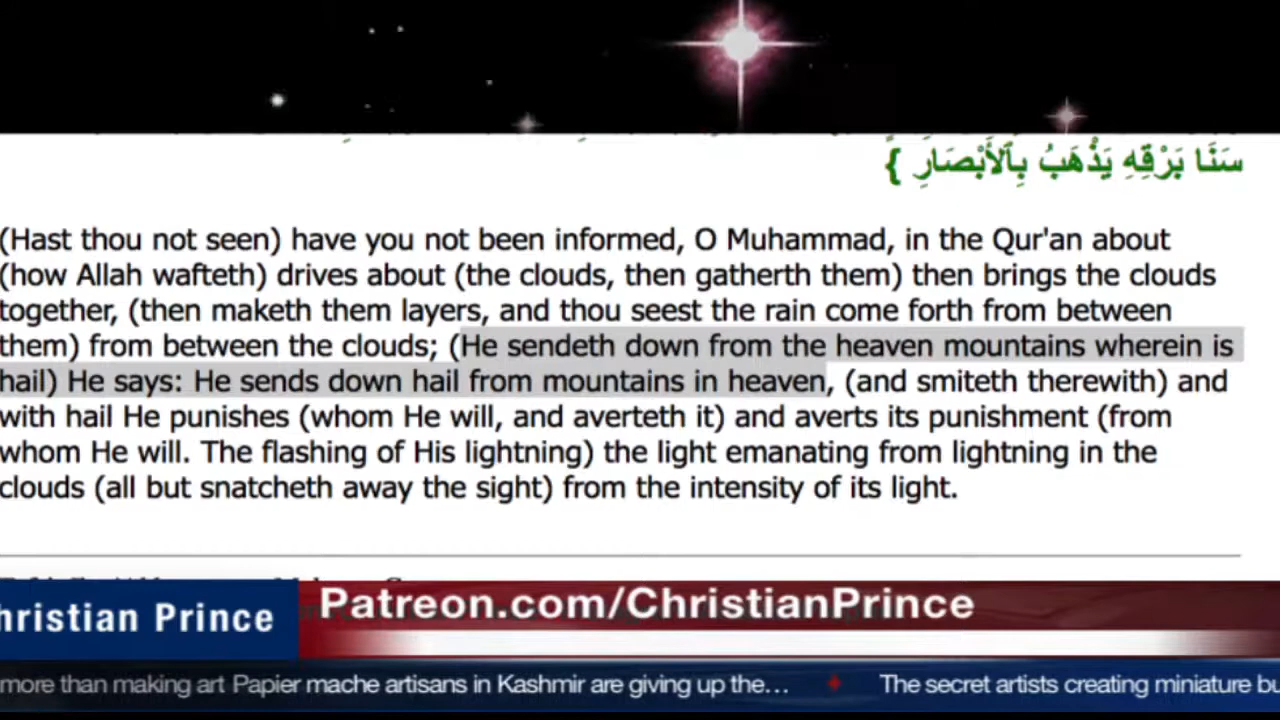 سَنَا بَرْقِهِ يَذْهَبُ بِٱلأَبْصَارِ }
(Hast thou not seen) have you not been informed, O Muhammad, in the Qur'an about
(how Allah wafteth) drives about (the clouds, then gatherth them) then brings the clouds
together, (then maketh them layers, and thou seest the rain come forth from between
them) from between the clouds; (He sendeth down from the heaven mountains wherein is
hail) He says: He sends down hail from mountains in heaven, (and smiteth therewith) and
with hail He punishes (whom He will, and averteth it) and averts its punishment (from
whom He will. The flashing of His lightning) the light emanating from lightning in the
clouds (all but snatcheth away the sight) from the intensity of its light.
hristian Prince
Patreon.com/ChristianPrince
more than making art Papier mache artisans in Kashmir are giving up the... The secret artists creating miniature bu